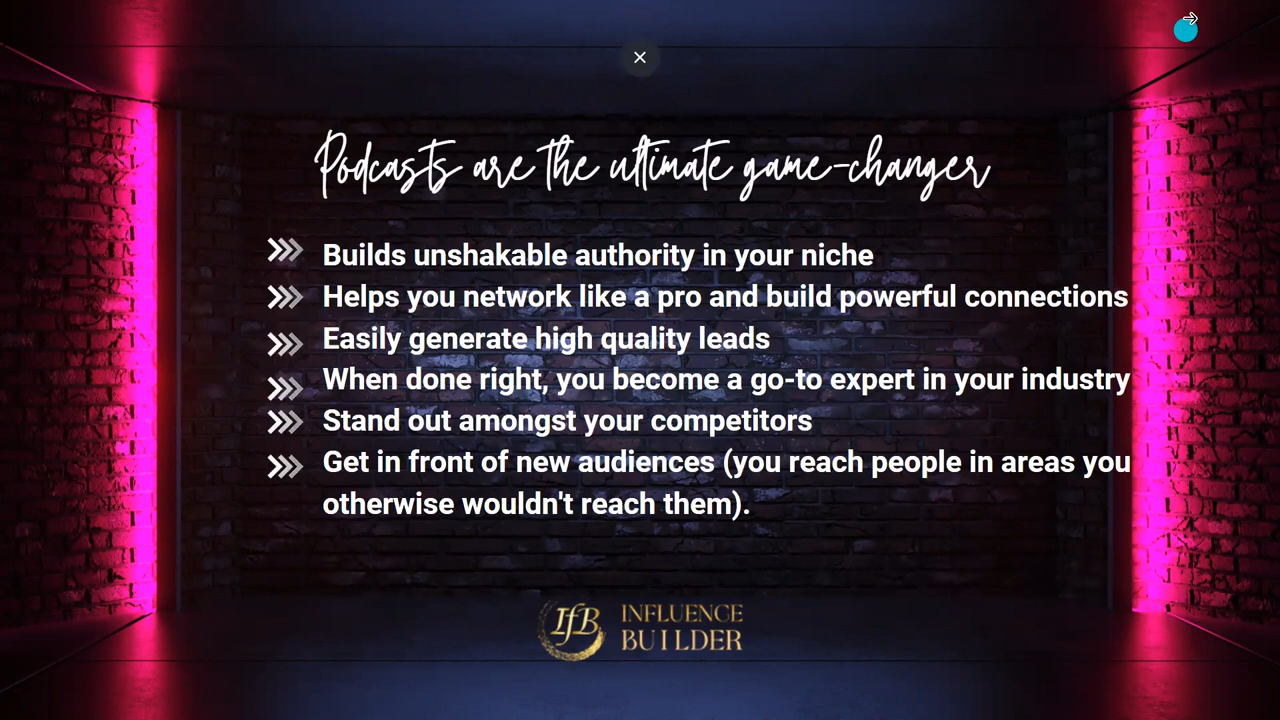 Podcasts are the ultimate game-changer
Builds unshakable authority in your niche
Helps you network like a pro and build powerful connections
Easily generate high quality leads
When done right, you become a go-to expert in your industry
Stand out amongst your competitors
Get in front of new audiences (you reach people in areas you
otherwise wouldn't reach them).
IfB
INFLUENCE
BUILDER